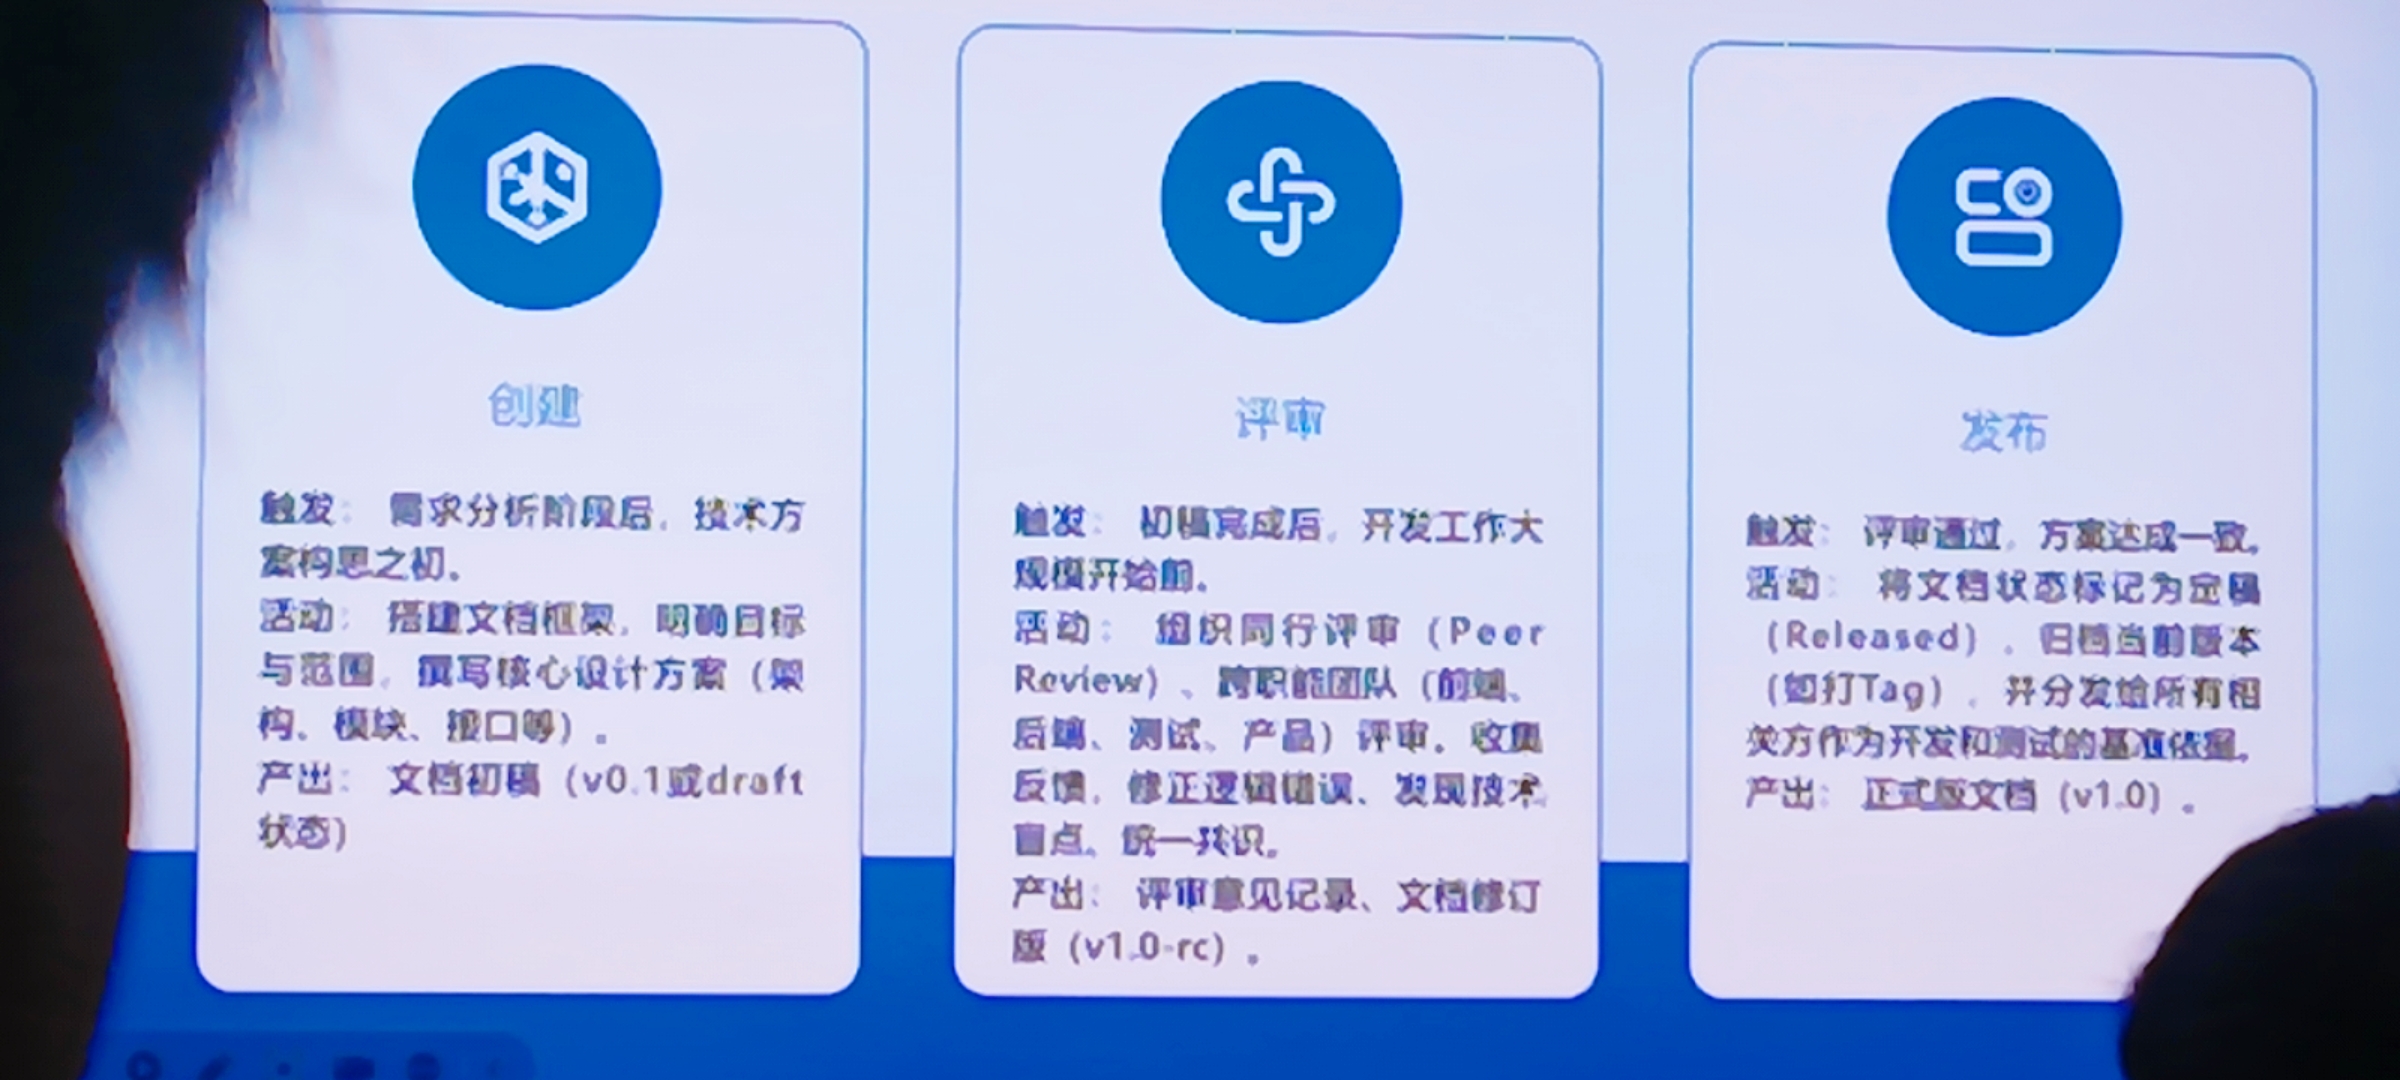 创建
触发： 需求分析阶段后，技术方
案构思之初。
活动： 搭建文档框架，明确目标
与范围，撰写核心设计方案（架
构、模块、接口等）。
产出： 文档初稿（v0.1或draft
状态）
评审
触发： 初稿完成后，开发工作大
规模开始前。
活动： 组织同行评审（Peer
Review）、跨职能团队（前端、
后端、测试、产品）评审。收集
反馈，修正逻辑错误、发现技术
盲点、统一共识。
产出： 评审意见记录、文档修订
版（v1.0-rc）。
发布
触发： 评审通过，方案达成一致。
活动： 将文档状态标记为定稿
（Released），归档当前版本
（如打Tag），并分发给所有相
关方作为开发和测试的基准依据。
产出： 正式版文档（v1.0）。